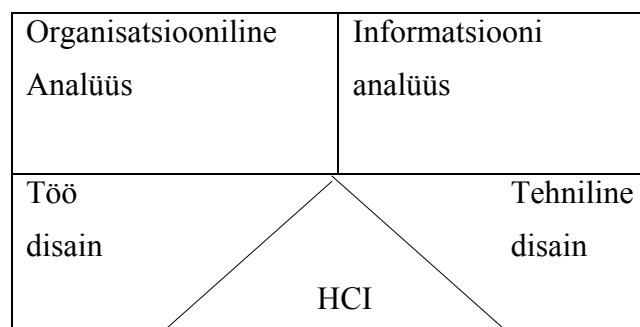 Organisatsiooniline
Analüüs
Informatsiooni
analüüs
Töö
disain
Tehniline
disain
HCI